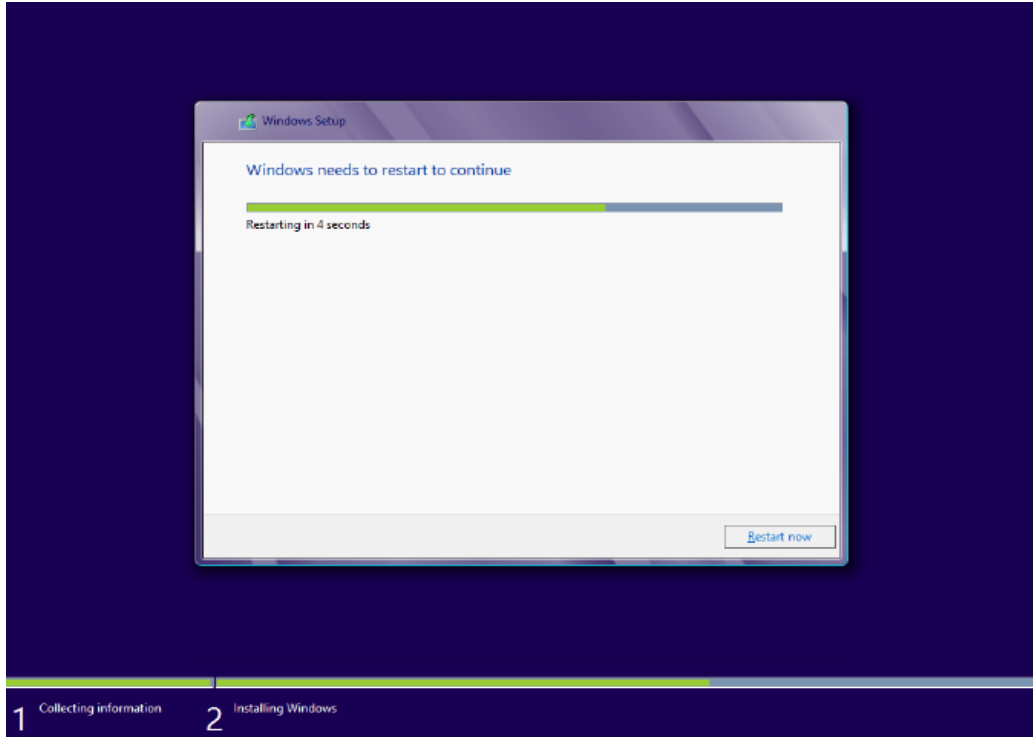 Windows Setup
Windows needs to restart to continue
Restarting in 4 seconds
Restart now
1 Collecting information
2 Installing Windows